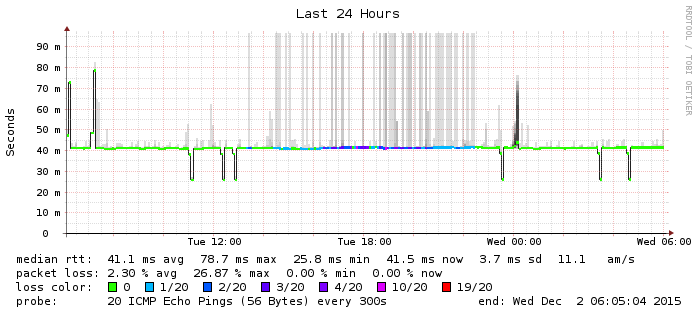 Last 24 Hours
RRDTOOL / TOBI OETIKER
Seconds
90 m
80 m
70 m
60 m
50 m
40 m
30 m
20 m
10 m
0
Tue 12:00 Tue 18:00 Wed 00:00 Wed 06:00
median rtt: 41.1 ms avg 78.7 ms max 25.8 ms min 41.5 ms now 3.7 ms sd 11.1 am/s
packet loss: 2.30 % avg 26.87 % max 0.00 % min 0.00 % now
loss color: 0 1/20 2/20 3/20 4/20 10/20 19/20
probe: 20 ICMP Echo Pings (56 Bytes) every 300s end: Wed Dec 2 06:05:04 2015